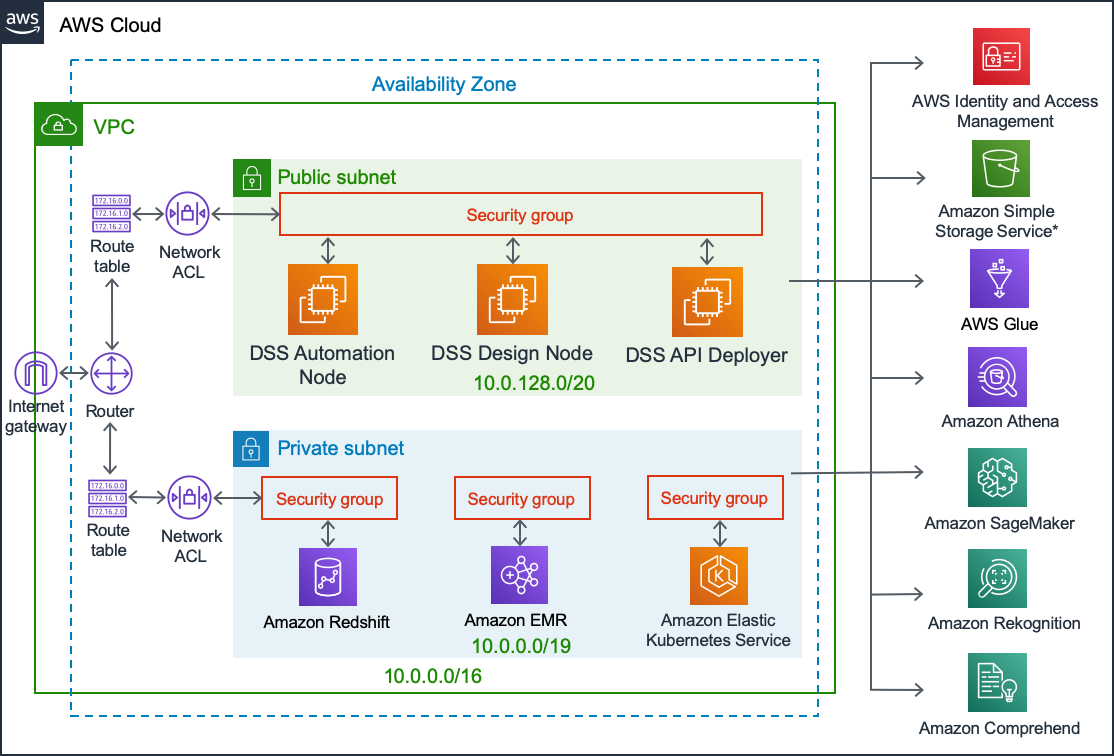 aws
AWS Cloud
Availability Zone
VPC
Public subnet
Security group
172.16.0.0
172.16.1.0
172.16.2.0
Route
table
Network
ACL
DSS Automation
Node
DSS Design Node
DSS API Deployer
10.0.128.0/20
Internet
gateway
Router
Private subnet
172.16.0.0
172.16.1.0
172.16.2.0
Route
table
Network
ACL
Security group
Security group
Security group
Amazon Redshift
Amazon EMR
Amazon Elastic
Kubernetes Service
10.0.0.0/19
10.0.0.0/16
AWS Identity and Access
Management
Amazon Simple
Storage Service*
AWS Glue
Amazon Athena
Amazon SageMaker
Amazon Rekognition
Amazon Comprehend